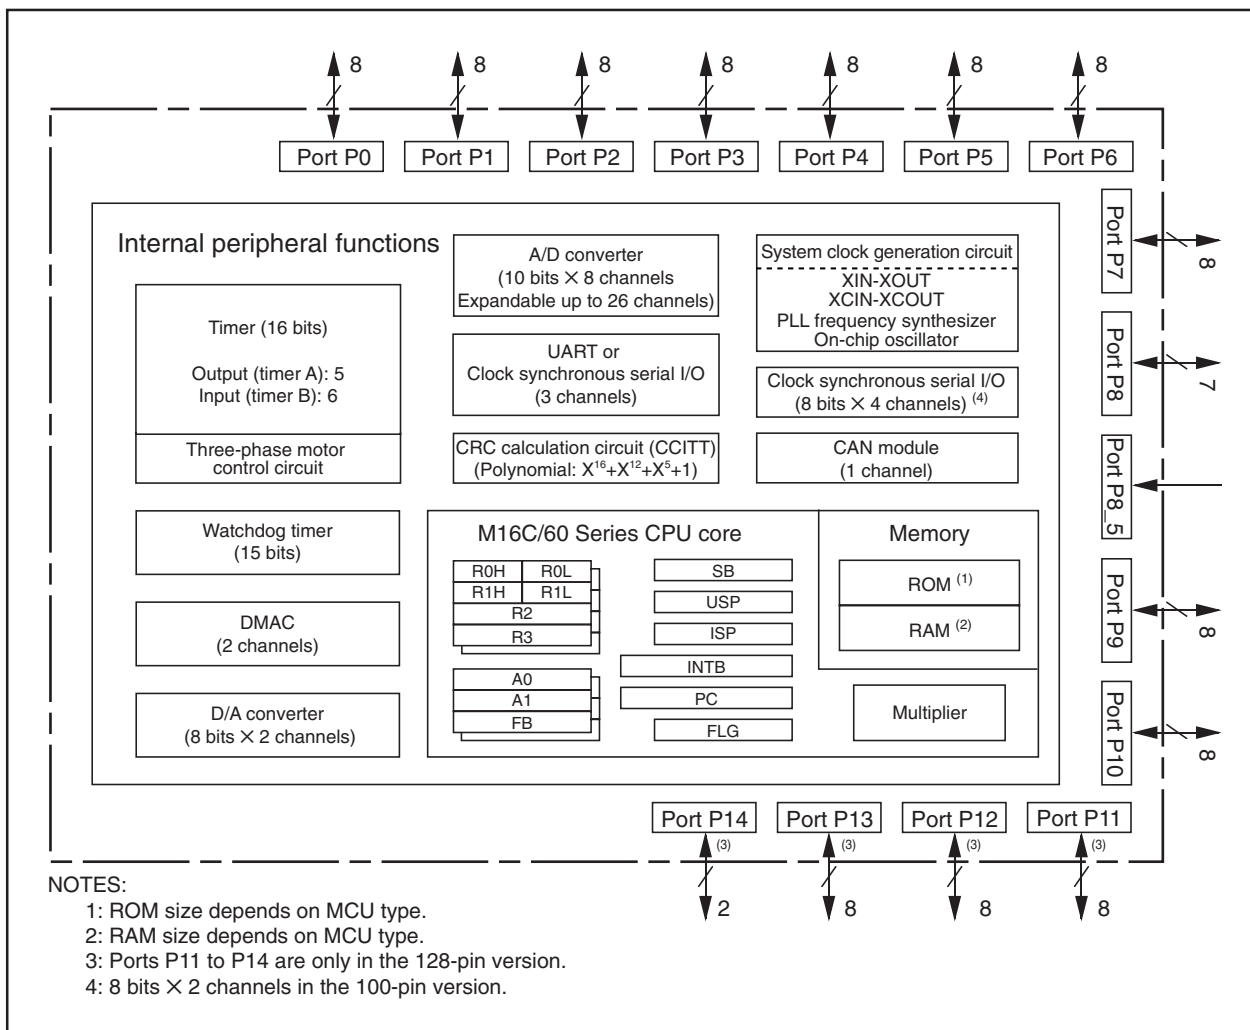 8 8 8 8 8 8 8
Port P0 Port P1 Port P2 Port P3 Port P4 Port P5 Port P6
Internal peripheral functions
Timer (16 bits)
Output (timer A): 5
Input (timer B): 6
Three-phase motor
control circuit
Watchdog timer
(15 bits)
DMAC
(2 channels)
D/A converter
(8 bits × 2 channels)
A/D converter
(10 bits × 8 channels
Expandable up to 26 channels)
UART or
Clock synchronous serial I/O
(3 channels)
CRC calculation circuit (CCITT)
(Polynomial: X¹⁶+X¹²+X⁵+1)
System clock generation circuit
XIN-XOUT
XCIN-XCOUT
PLL frequency synthesizer
On-chip oscillator
Clock synchronous serial I/O
(8 bits × 4 channels) (4)
CAN module
(1 channel)
M16C/60 Series CPU core
R0H R0L
R1H R1L
R2
R3
A0
A1
FB
SB
USP
ISP
INTB
PC
FLG
Memory
ROM (1)
RAM (2)
Multiplier
Port P7
8
Port P8
7
Port P8_5
Port P9
8
Port P10
8
Port P14 Port P13 Port P12 Port P11
(3) (3) (3) (3)
2 8 8 8
NOTES:
1: ROM size depends on MCU type.
2: RAM size depends on MCU type.
3: Ports P11 to P14 are only in the 128-pin version.
4: 8 bits × 2 channels in the 100-pin version.